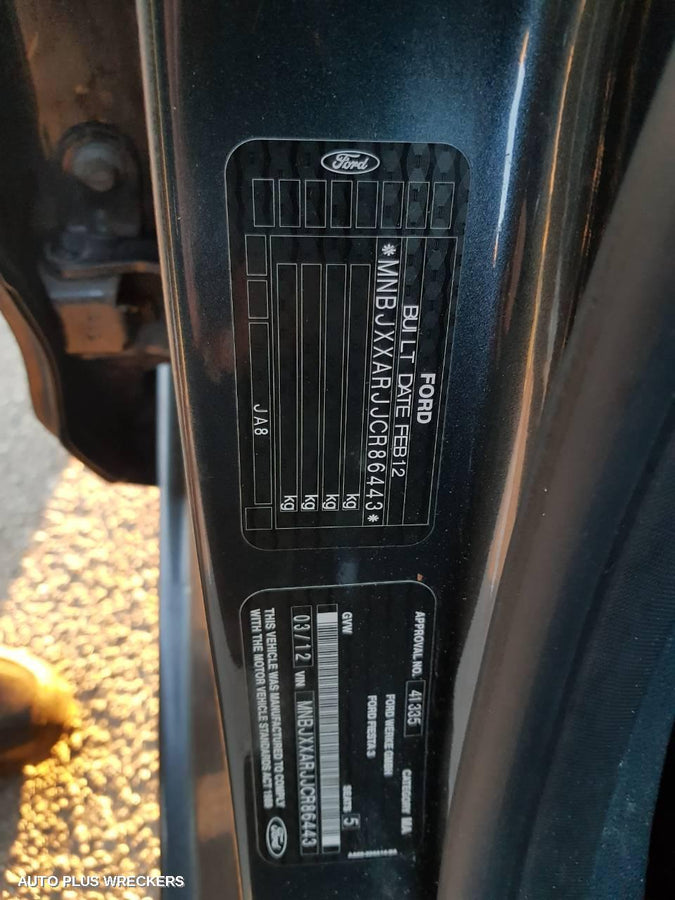 Ford
FORD
BUILT DATE FEB 12
*MNBJXXARJJCR86443*
kg
kg
kg
kg
JA8
APPROVAL NO. 41335 CATEGORY MA
FORD WERKE GMBH
FORD FIESTA 3
GVW SEATS 5
03/12 VIN MNBJXXARJJCR86443
THIS VEHICLE WAS MANUFACTURED TO COMPLY
WITH THE MOTOR VEHICLE STANDARDS ACT 1989
Ford
AUTO PLUS WRECKERS